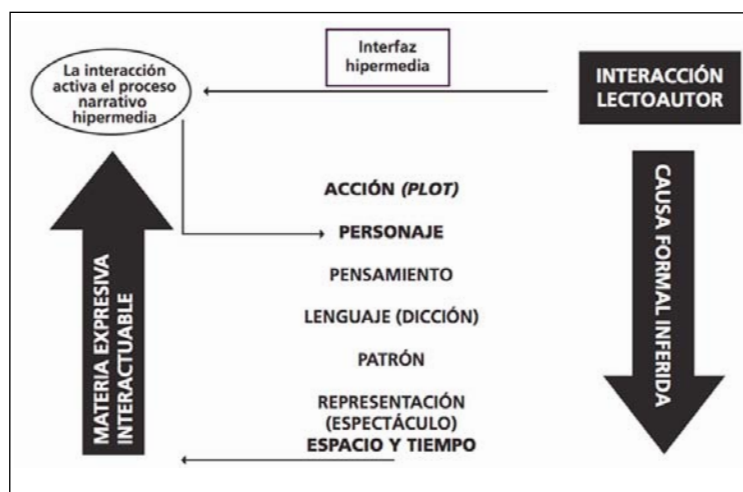 Interfaz
hipermedia
La interacción
activa el proceso
narrativo
hipermedia
INTERACCIÓN
LECTOAUTOR
ACCIÓN (PLOT)
PERSONAJE
PENSAMIENTO
LENGUAJE (DICCIÓN)
PATRÓN
REPRESENTACIÓN
(ESPECTÁCULO)
ESPACIO Y TIEMPO
MATERIA EXPRESIVA
INTERACTUABLE
CAUSA FORMAL INFERIDA